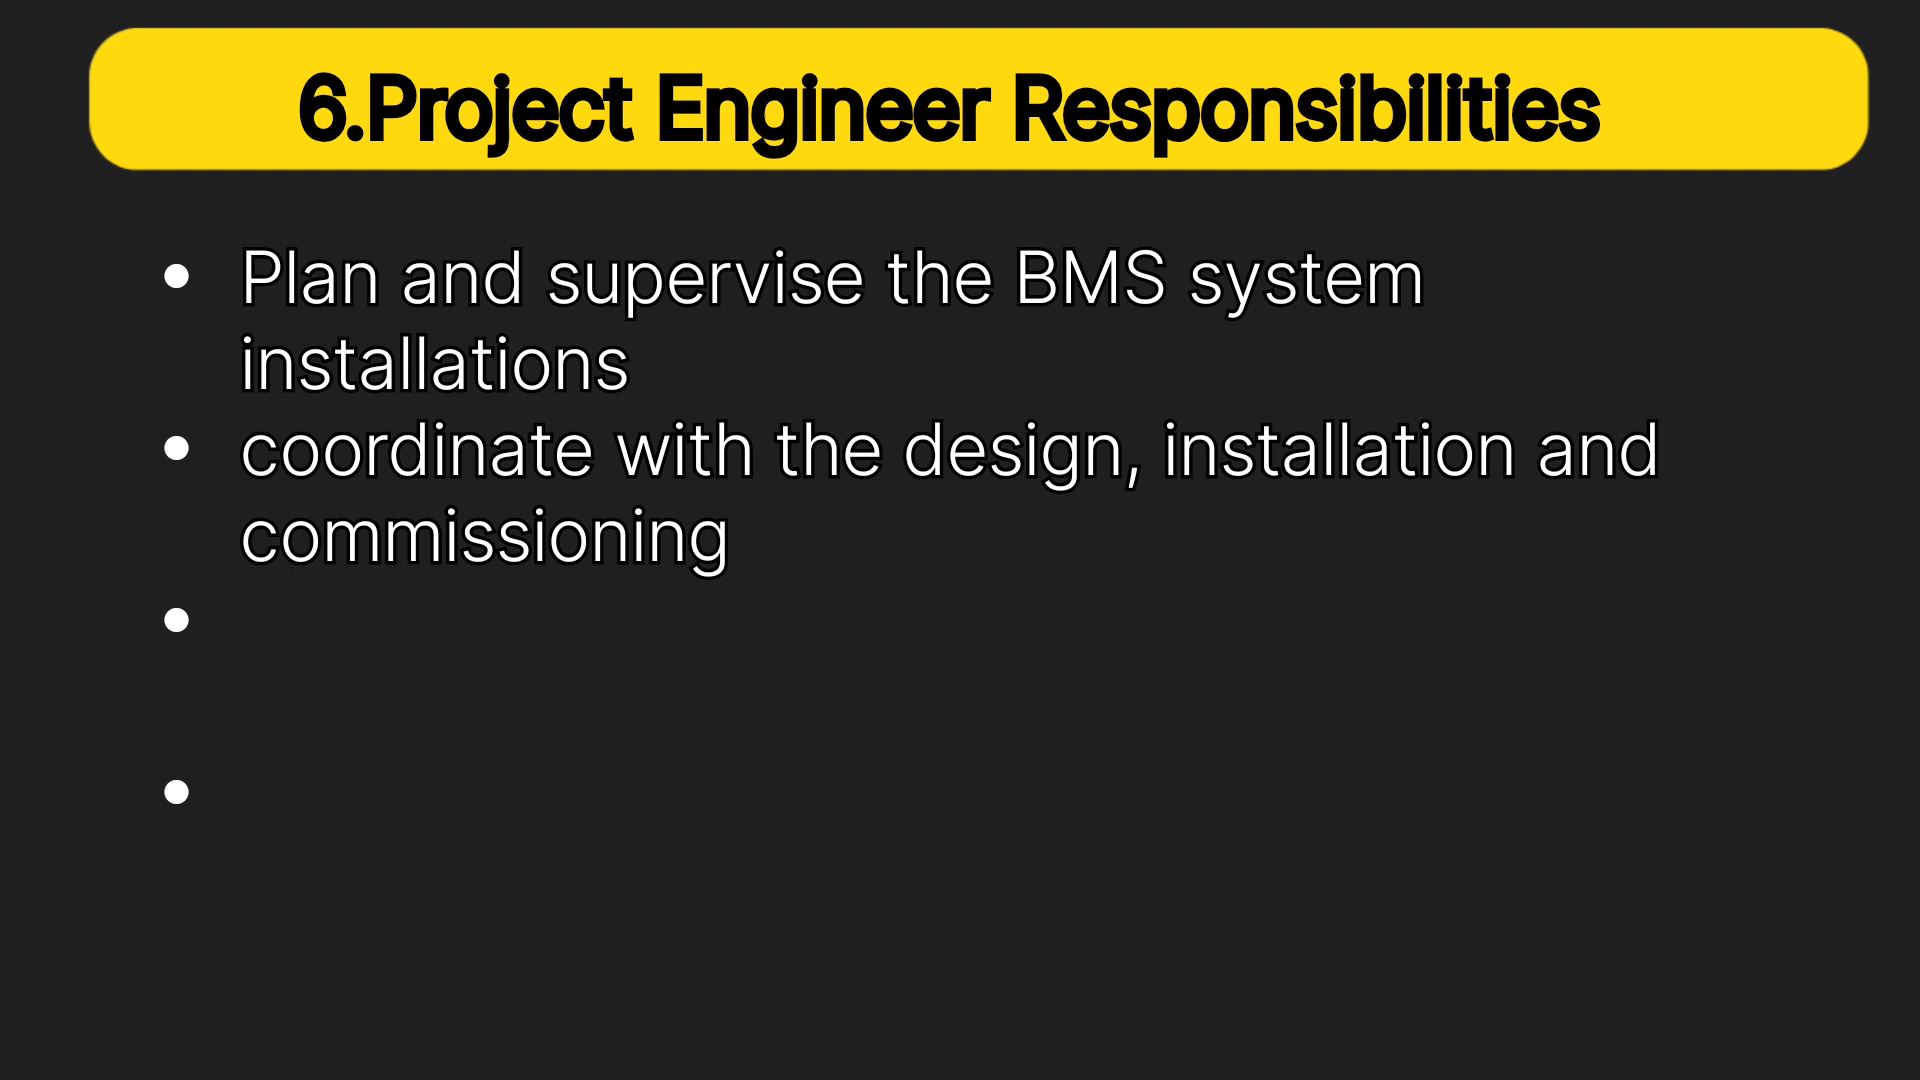 6.Project Engineer Responsibilities
• Plan and supervise the BMS system
installations
• coordinate with the design, installation and
commissioning
•
•